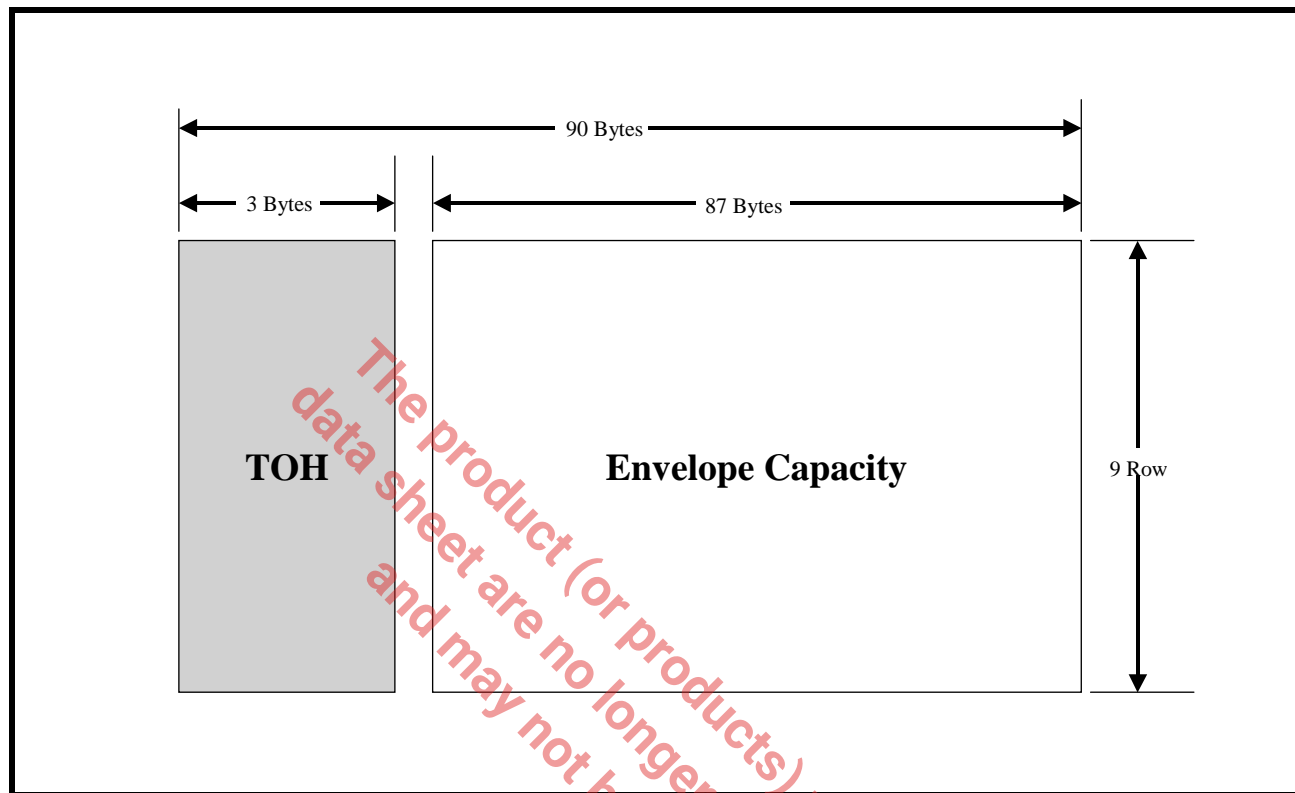 90 Bytes
3 Bytes
87 Bytes
TOH
Envelope Capacity
9 Row
The product (or products)
data sheet are no longer
and may not